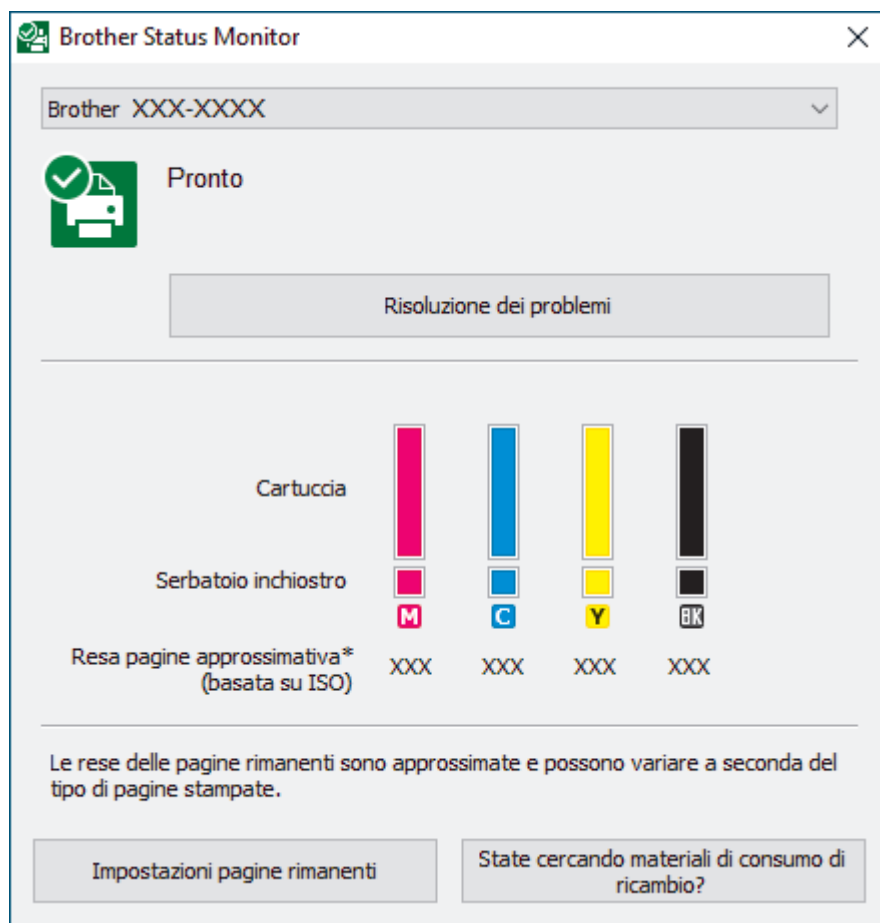 Brother Status Monitor
Brother XXX-XXXX
Pronto
Risoluzione dei problemi
Cartuccia
Serbatoio inchiostro
M C Y BK
Resa pagine approssimativa* XXX XXX XXX XXX
(basata su ISO)
Le rese delle pagine rimanenti sono approssimate e possono variare a seconda del
tipo di pagine stampate.
Impostazioni pagine rimanenti
State cercando materiali di consumo di
ricambio?